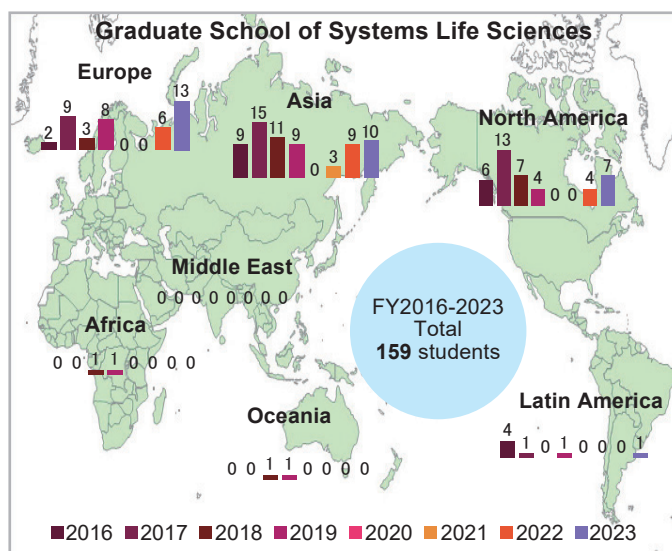 Graduate School of Systems Life Sciences
Europe
2 9 3 8 0 0 6 13
Asia
9 15 11 9 0 3 9 10
North America
6 13 7 4 0 0 4 7
Middle East
0 0 0 0 0 0 0 0
FY2016-2023
Total
159 students
Africa
0 0 1 1 0 0 0 0
Oceania
0 0 1 1 0 0 0 0
Latin America
4 1 0 1 0 0 0 1
2016 2017 2018 2019 2020 2021 2022 2023